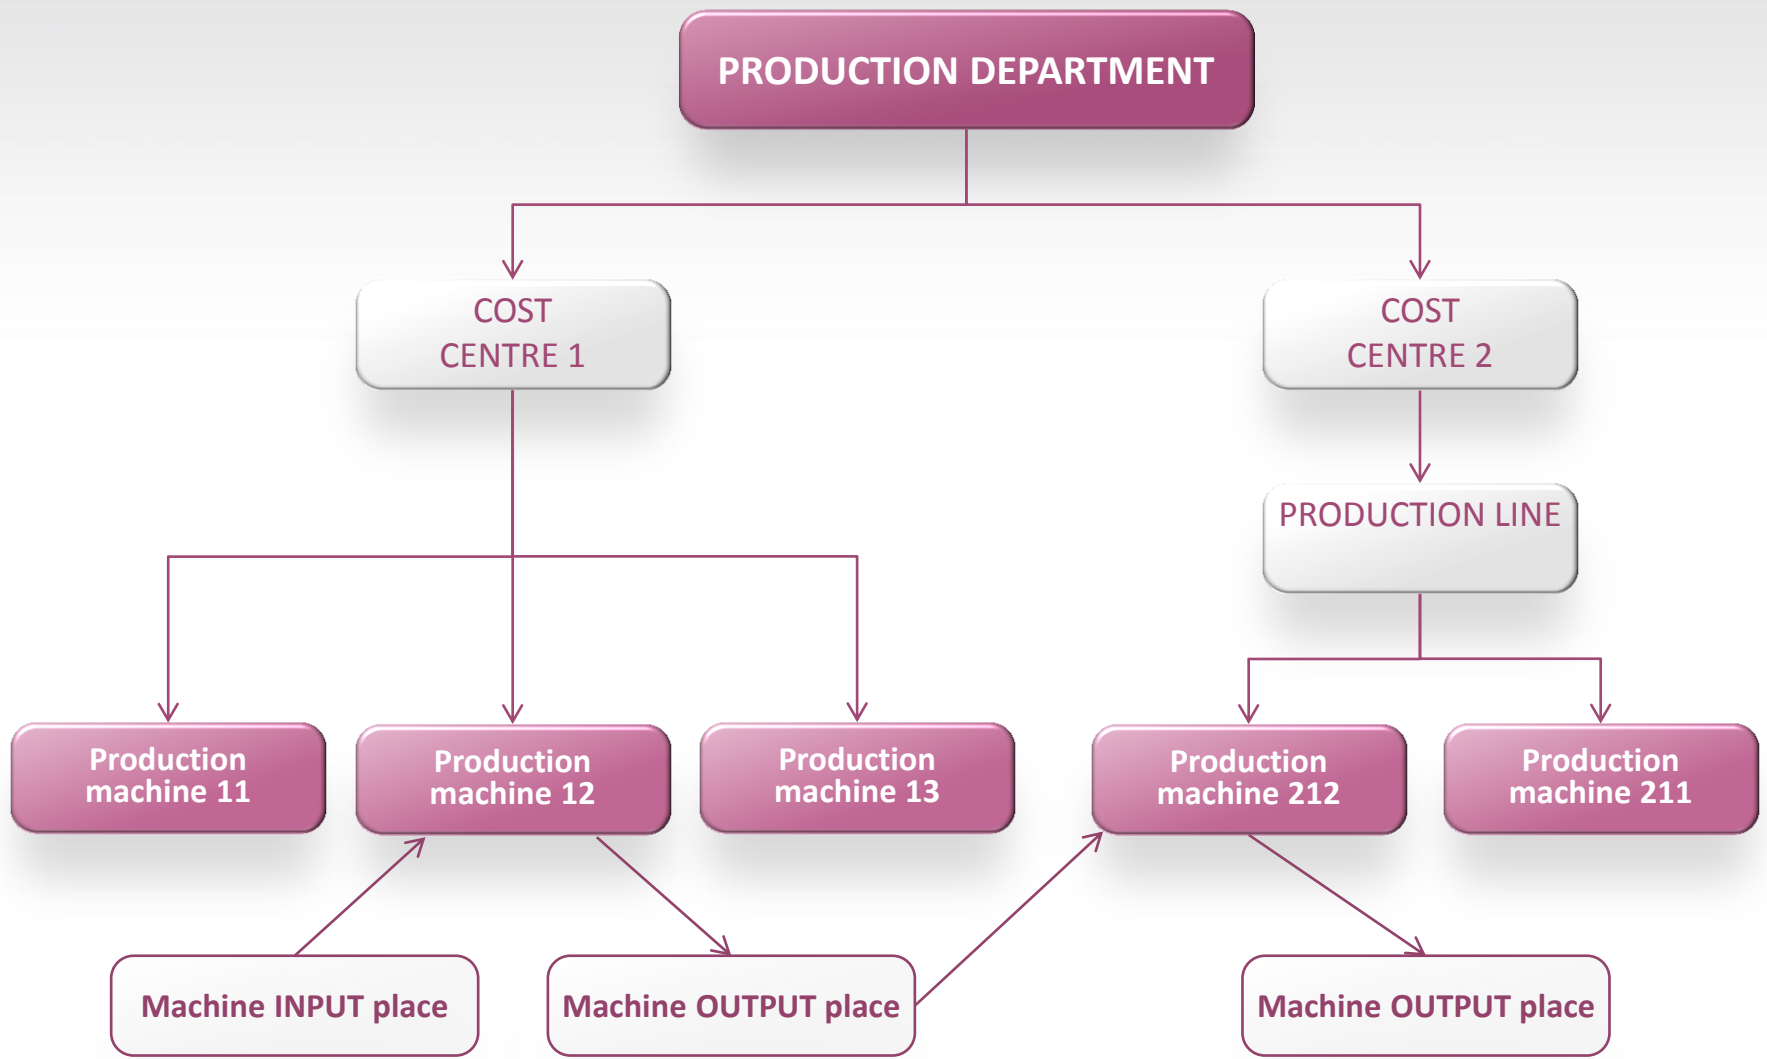 PRODUCTION DEPARTMENT
COST
CENTRE 1
COST
CENTRE 2
PRODUCTION LINE
Production
machine 11
Production
machine 12
Production
machine 13
Production
machine 212
Production
machine 211
Machine INPUT place
Machine OUTPUT place
Machine OUTPUT place